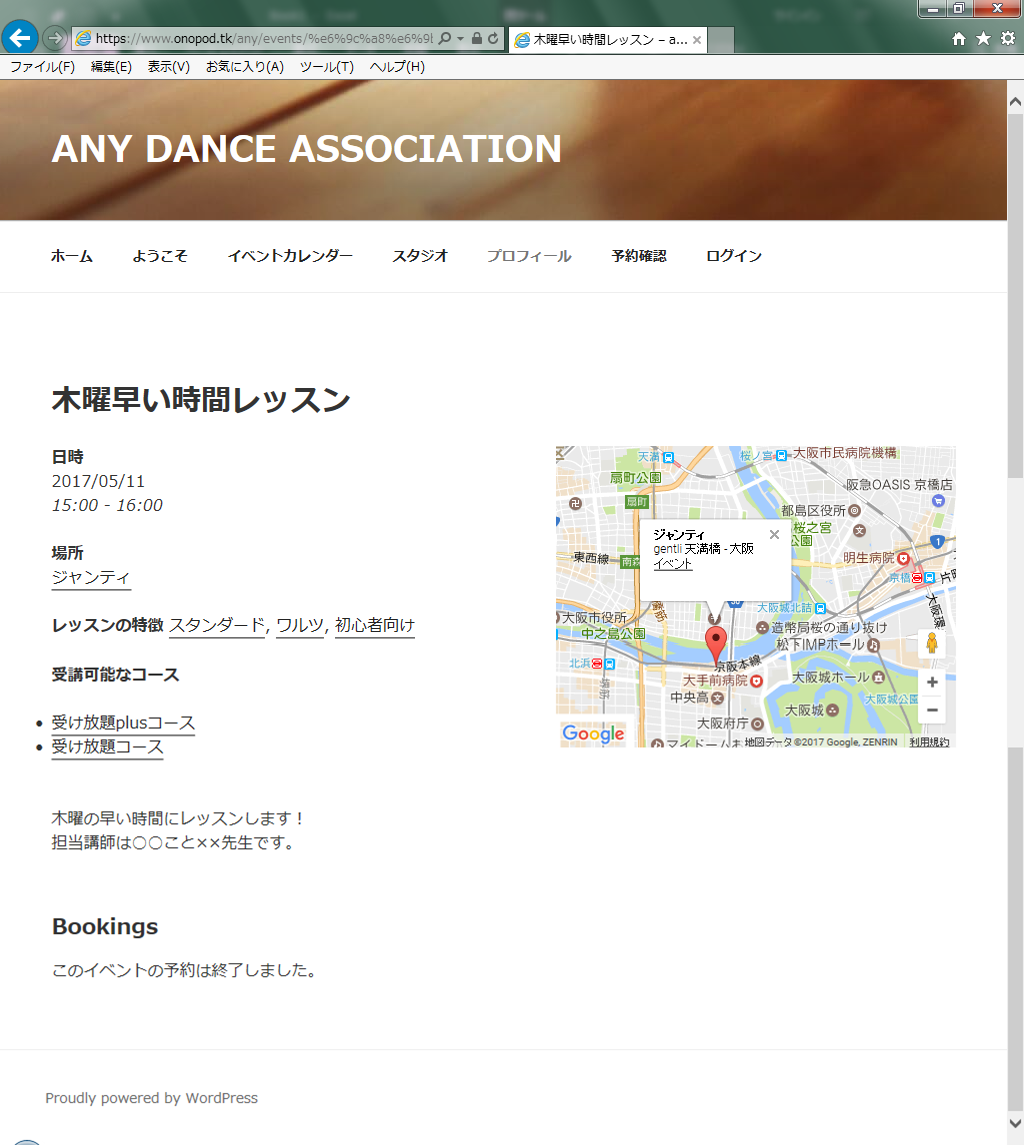 https://www.onopod.tk/any/events/%e6%9c%a8%e6%9l
木曜早い時間レッスン – a...
ファイル(F) 編集(E) 表示(V) お気に入り(A) ツール(T) ヘルプ(H)
ANY DANCE ASSOCIATION
ホーム ようこそ イベントカレンダー スタジオ プロフィール 予約確認 ログイン
木曜早い時間レッスン
日時
2017/05/11
15:00 - 16:00
場所
ジャンティ
レッスンの特徴 スタンダード, ワルツ, 初心者向け
受講可能なコース
• 受け放題plusコース
• 受け放題コース
木曜の早い時間にレッスンします！
担当講師は○○こと××先生です。
天満
桜ノ宮
大阪市民病院機構
扇町公園
阪急OASIS 京橋店
扇町
都島区役所
桜之宮
公園
東西線
南森
明生病院
京橋
ジャンティ
gentli 天満橋 - 大阪
イベント
大阪城北詰
大阪市役所
中之島公園
造幣局桜の通り抜け
松下IMPホール
大阪環
北浜
京阪本線
大手前病院
大阪城ホール
中央高
堺筋
大阪城公園
大阪城
大阪府庁
Google
マイドームお
地図データ ©2017 Google, ZENRIN
利用規約
Bookings
このイベントの予約は終了しました。
Proudly powered by WordPress